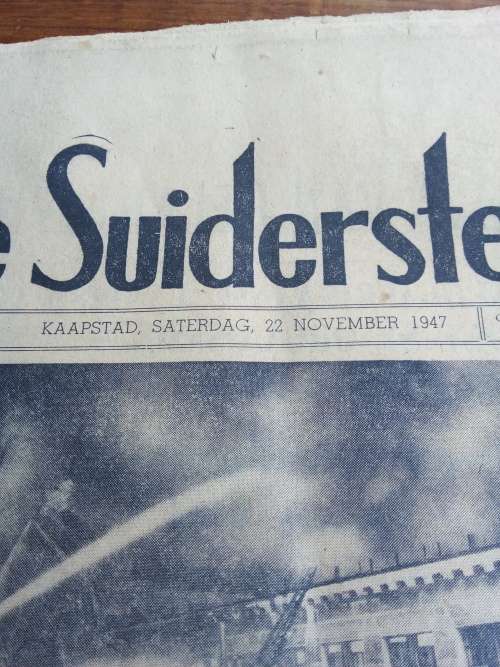 e Suiderste
KAAPSTAD, SATERDAG, 22 NOVEMBER 1947